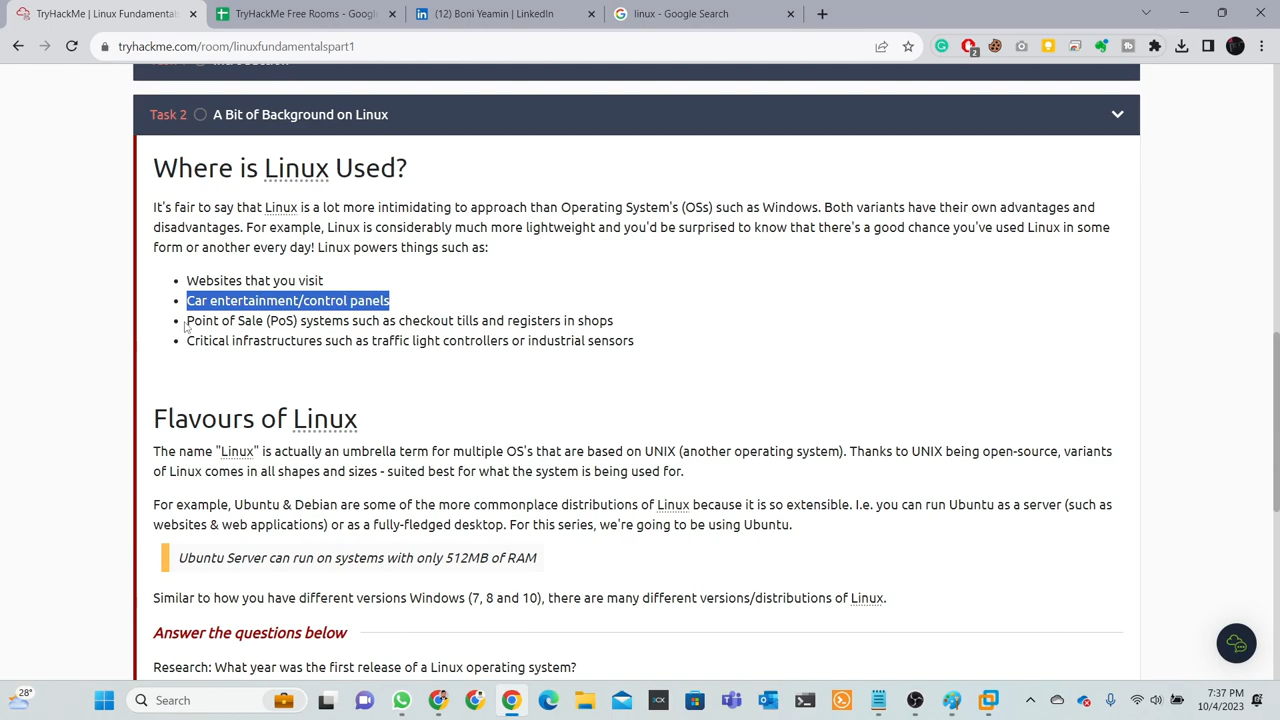 TryHackMe | Linux Fundament
TryHackMe Free Rooms - Googl
(12) Boni Yeamin | LinkedIn
linux - Google Search
tryhackme.com/room/linuxfundamentalspart1
2
Task 2 A Bit of Background on Linux
Where is Linux Used?
It's fair to say that Linux is a lot more intimidating to approach than Operating System's (OSs) such as Windows. Both variants have their own advantages and
disadvantages. For example, Linux is considerably much more lightweight and you'd be surprised to know that there's a good chance you've used Linux in some
form or another every day! Linux powers things such as:
• Websites that you visit
• Car entertainment/control panels
• Point of Sale (PoS) systems such as checkout tills and registers in shops
• Critical infrastructures such as traffic light controllers or industrial sensors
Flavours of Linux
The name "Linux" is actually an umbrella term for multiple OS's that are based on UNIX (another operating system). Thanks to UNIX being open-source, variants
of Linux comes in all shapes and sizes - suited best for what the system is being used for.
For example, Ubuntu & Debian are some of the more commonplace distributions of Linux because it is so extensible. I.e. you can run Ubuntu as a server (such as
websites & web applications) or as a fully-fledged desktop. For this series, we're going to be using Ubuntu.
Ubuntu Server can run on systems with only 512MB of RAM
Similar to how you have different versions Windows (7, 8 and 10), there are many different versions/distributions of Linux.
Answer the questions below
Research: What year was the first release of a Linux operating system?
28°
Search
7:37 PM
10/4/2023